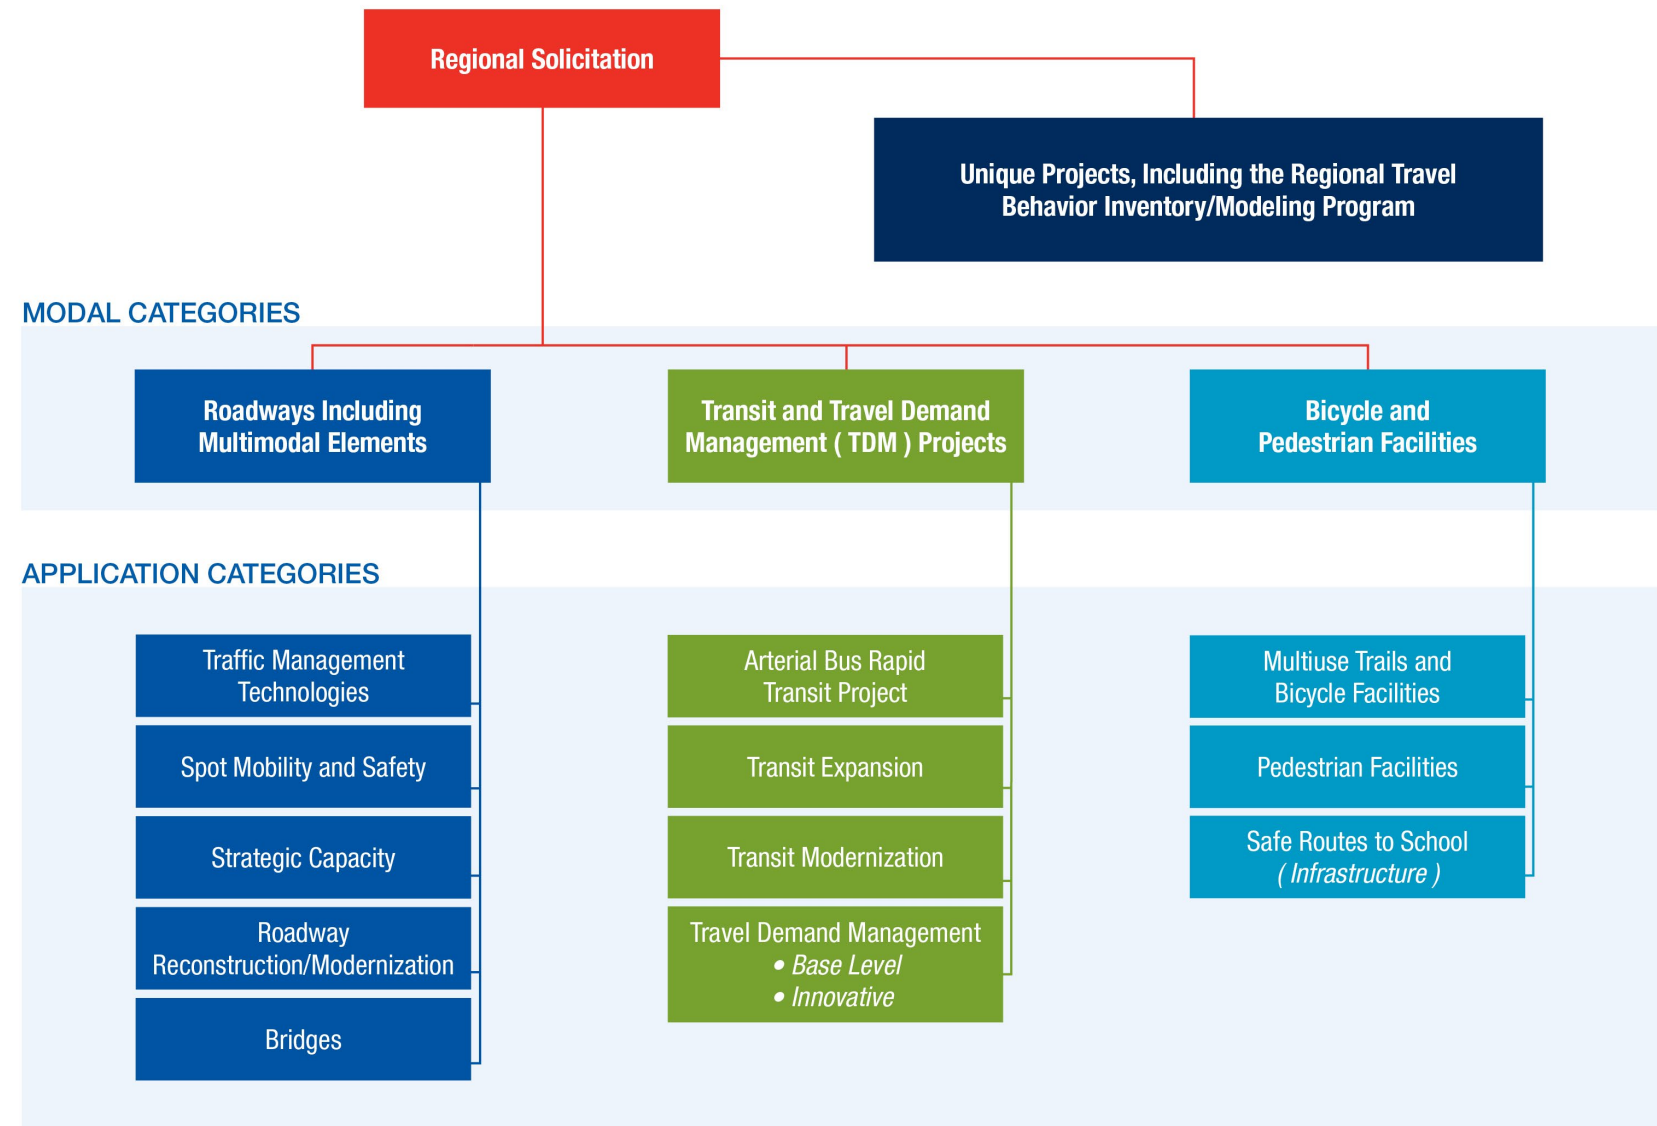 Regional Solicitation
Unique Projects, Including the Regional Travel
Behavior Inventory/Modeling Program
MODAL CATEGORIES
Roadways Including
Multimodal Elements
Transit and Travel Demand
Management ( TDM ) Projects
Bicycle and
Pedestrian Facilities
APPLICATION CATEGORIES
Traffic Management
Technologies
Spot Mobility and Safety
Strategic Capacity
Roadway
Reconstruction/Modernization
Bridges
Arterial Bus Rapid
Transit Project
Transit Expansion
Transit Modernization
Travel Demand Management
• Base Level
• Innovative
Multiuse Trails and
Bicycle Facilities
Pedestrian Facilities
Safe Routes to School
( Infrastructure )